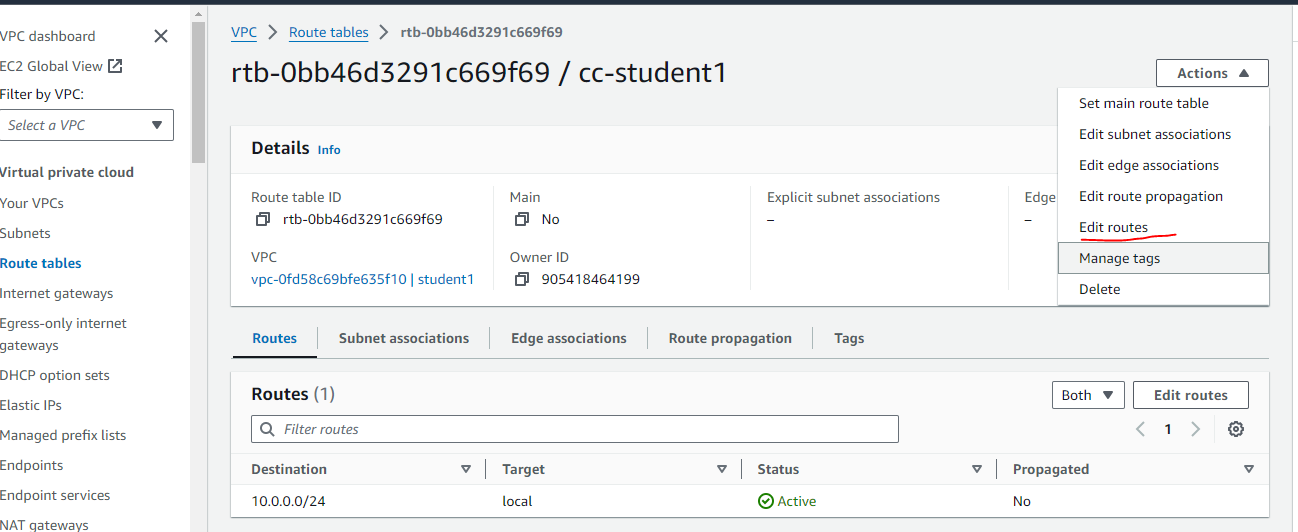 VPC dashboard
EC2 Global View
Filter by VPC:
Select a VPC
Virtual private cloud
Your VPCs
Subnets
Route tables
Internet gateways
Egress-only internet
gateways
DHCP option sets
Elastic IPs
Managed prefix lists
Endpoints
Endpoint services
NAT gateways
VPC > Route tables > rtb-0bb46d3291c669f69
rtb-0bb46d3291c669f69 / cc-student1
Actions
Set main route table
Edit subnet associations
Edit edge associations
Edit route propagation
Edit routes
Manage tags
Delete
Details Info
Route table ID
rtb-0bb46d3291c669f69
Main
No
Explicit subnet associations
–
Edge
–
VPC
vpc-0fd58c69bfe635f10 | student1
Owner ID
905418464199
Routes
Subnet associations
Edge associations
Route propagation
Tags
Routes (1)
Both
Edit routes
Filter routes
1
Destination Target Status Propagated
10.0.0.0/24 local Active No